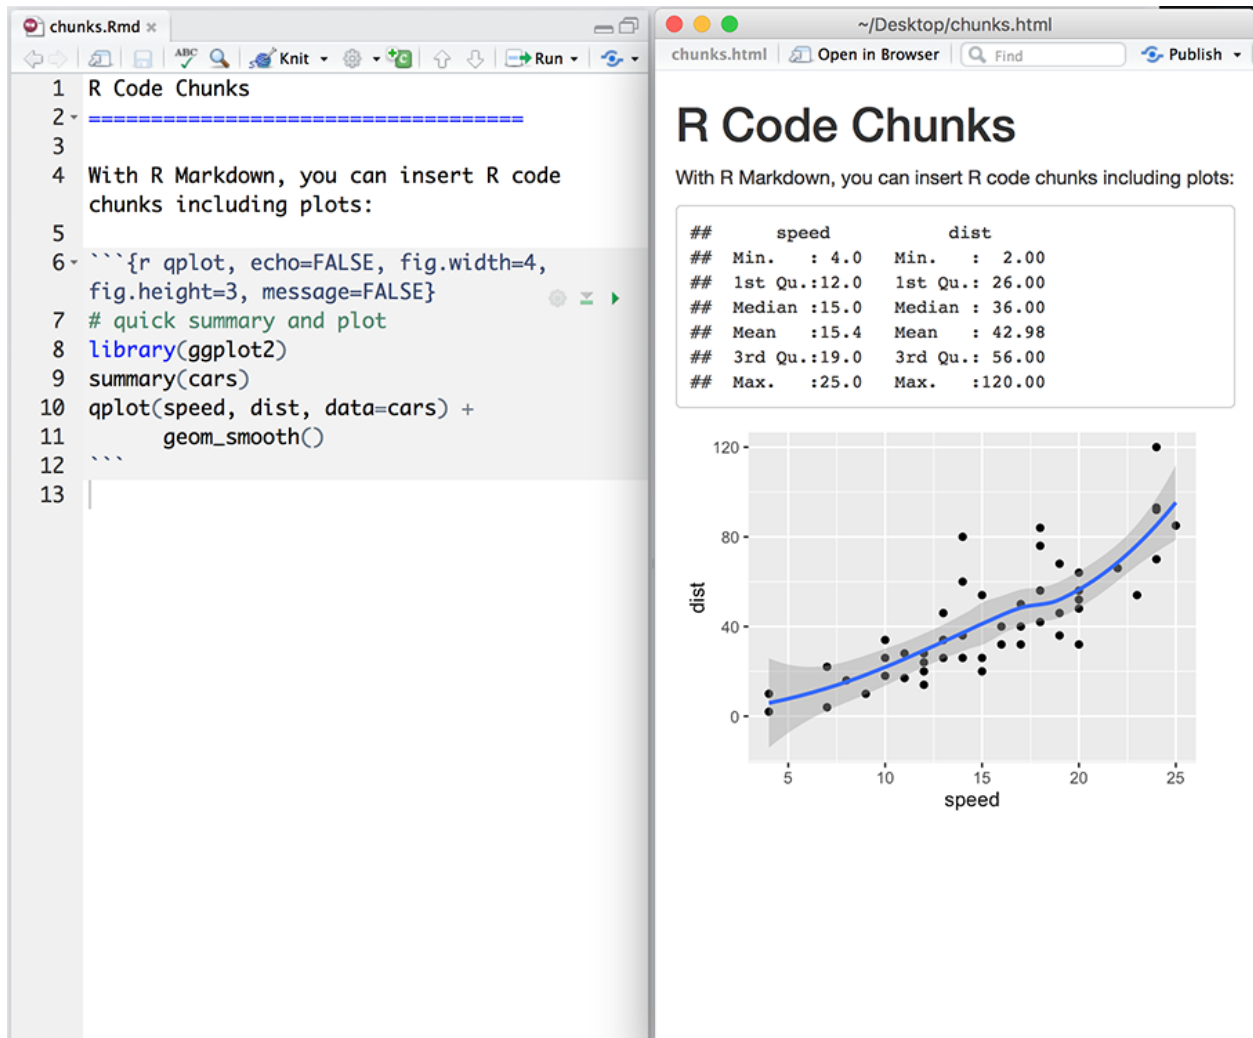 chunks.Rmd ×
ABC Knit Run
1 R Code Chunks
2 ===================================
3
4 With R Markdown, you can insert R code
chunks including plots:
5
6 ```{r qplot, echo=FALSE, fig.width=4,
fig.height=3, message=FALSE}
7 # quick summary and plot
8 library(ggplot2)
9 summary(cars)
10 qplot(speed, dist, data=cars) +
11       geom_smooth()
12 ```
13
~/Desktop/chunks.html
chunks.html Open in Browser Find Publish
R Code Chunks
With R Markdown, you can insert R code chunks including plots:
##      speed           dist
## Min.   : 4.0   Min.   :  2.00
## 1st Qu.:12.0   1st Qu.: 26.00
## Median :15.0   Median : 36.00
## Mean   :15.4   Mean   : 42.98
## 3rd Qu.:19.0   3rd Qu.: 56.00
## Max.   :25.0   Max.   :120.00
120
80
dist
40
0
5 10 15 20 25
speed